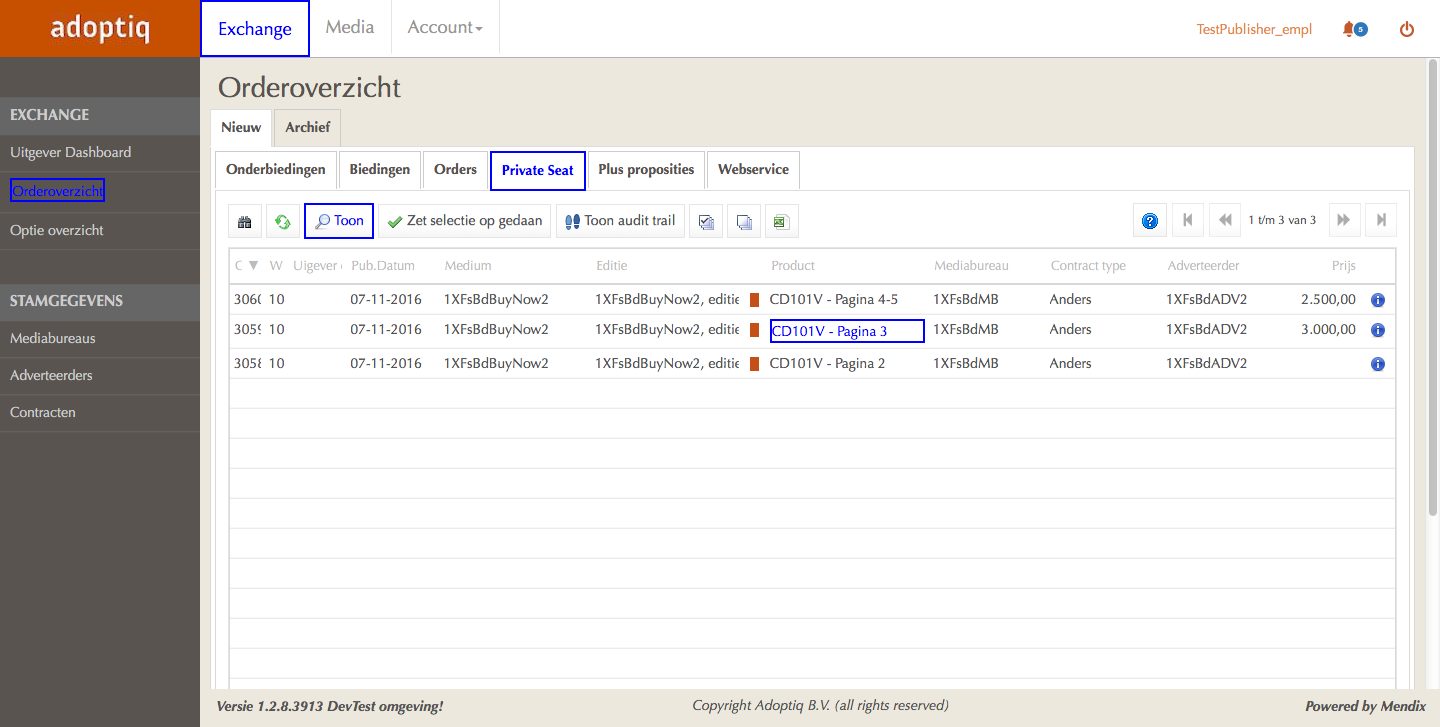 adoptiq
Exchange
Media
Account
TestPublisher_empl
5
EXCHANGE
Uitgever Dashboard
Orderoverzicht
Optie overzicht
STAMGEGEVENS
Mediabureaus
Adverteerders
Contracten
Orderoverzicht
Nieuw Archief
Onderbiedingen Biedingen Orders Private Seat Plus proposities Webservice
Toon Zet selectie op gedaan Toon audit trail 1 t/m 3 van 3
W Uigever Pub.Datum Medium Editie Product Mediabureau Contract type Adverteerder Prijs
306 10 07-11-2016 1XFsBdBuyNow2 1XFsBdBuyNow2, editie CD101V - Pagina 4-5 1XFsBdMB Anders 1XFsBdADV2 2.500,00
305 10 07-11-2016 1XFsBdBuyNow2 1XFsBdBuyNow2, editie CD101V - Pagina 3 1XFsBdMB Anders 1XFsBdADV2 3.000,00
305 10 07-11-2016 1XFsBdBuyNow2 1XFsBdBuyNow2, editie CD101V - Pagina 2 1XFsBdMB Anders 1XFsBdADV2
Versie 1.2.8.3913 DevTest omgeving! Copyright Adoptiq B.V. (all rights reserved) Powered by Mendix